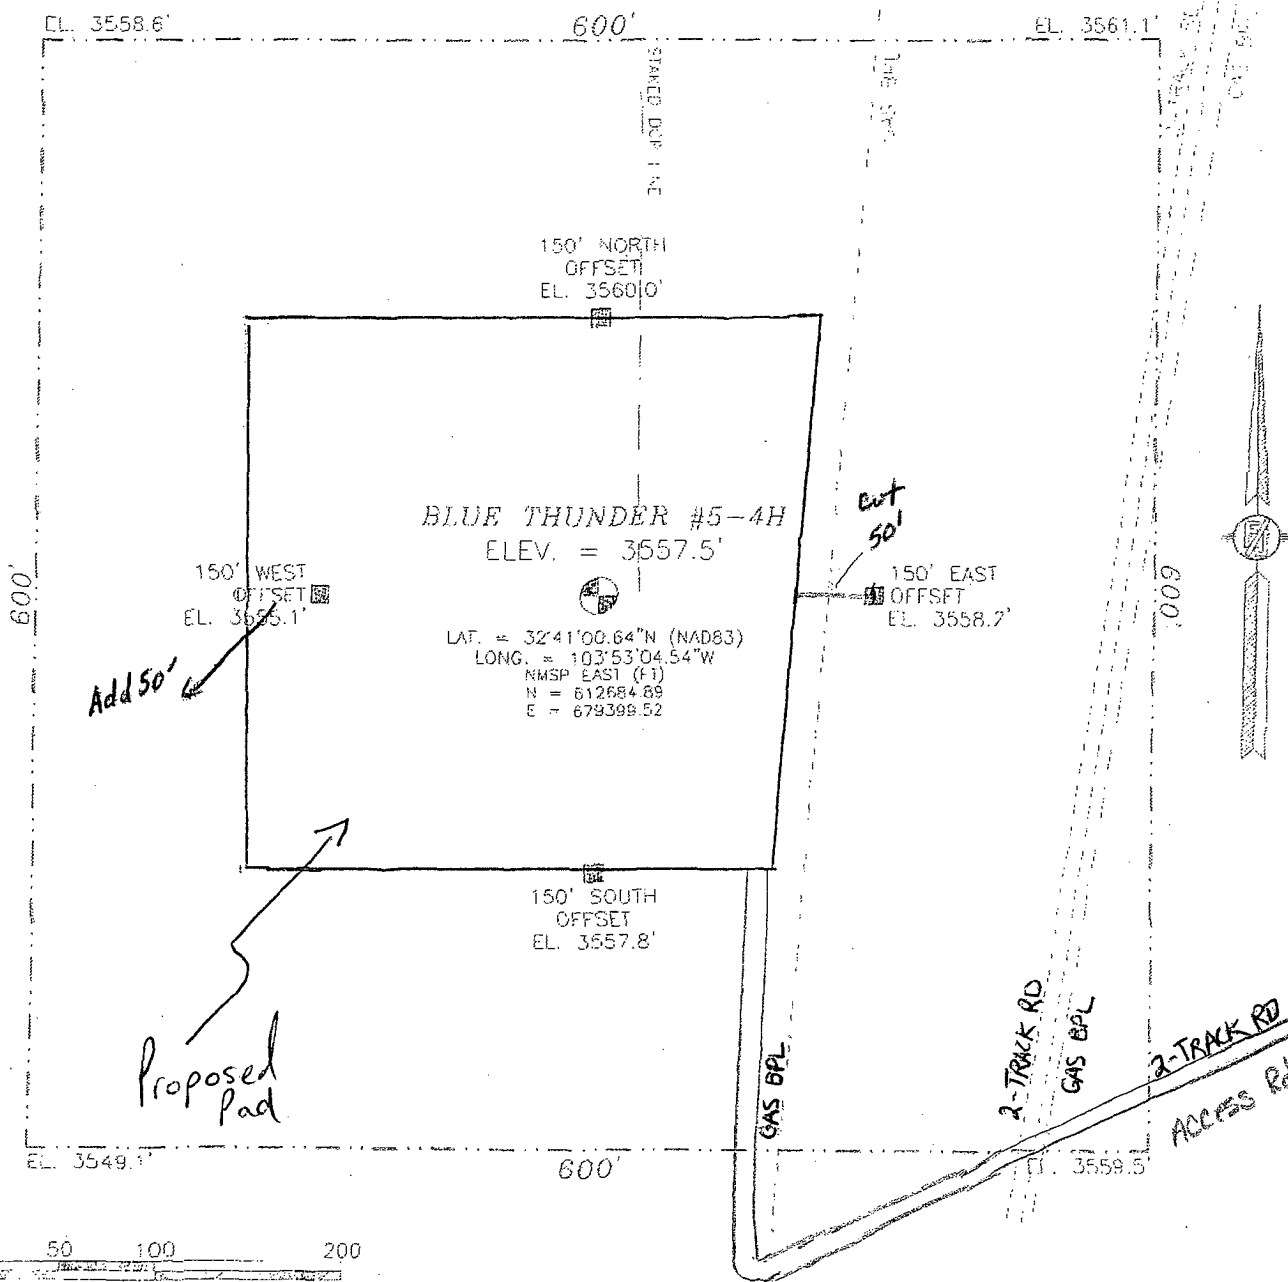 EL. 3558.6'
600'
EL. 3561.1'
STAKED DCP LINE
150' NORTH
OFFSET
EL. 3560.0'
BLUE THUNDER #5-4H
ELEV. = 3557.5'
cut
50'
150' WEST
OFFSET
EL. 3555.1'
150' EAST
OFFSET
EL. 3558.2'
600'
600'
LAT. = 32°41'00.64"N (NAD83)
LONG. = 103°53'04.54"W
NMSP EAST (FT)
N = 612684.89
E = 679399.52
Add 50'
150' SOUTH
OFFSET
EL. 3557.8'
Proposed
Pad
GAS BPL
2-TRACK RD
GAS BPL
2-TRACK RD
ACCESS Rd
EL. 3549.1'
600'
EL. 3559.5'
50 100 200